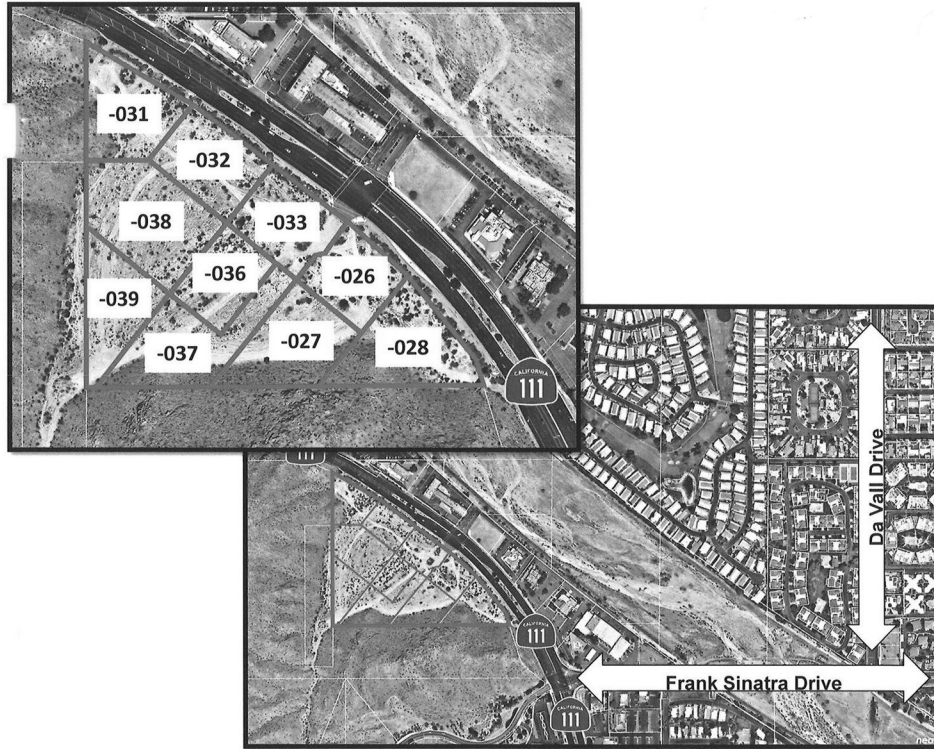 -031
-032
-038
-033
-036
-026
-039
-037
-027
-028
CALIFORNIA
111
111
Da Vall Drive
CALIFORNIA
111
Frank Sinatra Drive
CALIFORNIA
111